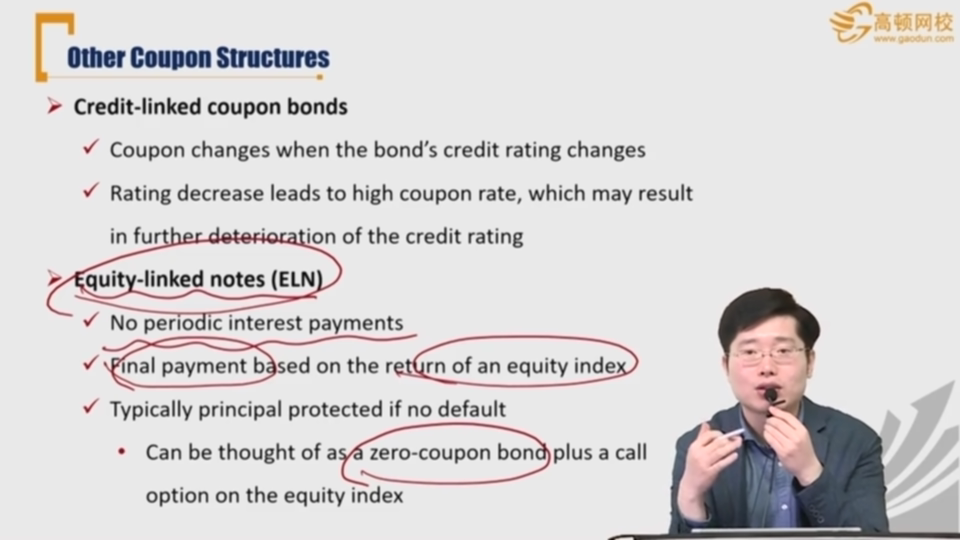 Other Coupon Structures
高顿网校
www.gaodun.com
Credit-linked coupon bonds
Coupon changes when the bond's credit rating changes
Rating decrease leads to high coupon rate, which may result
in further deterioration of the credit rating
Equity-linked notes (ELN)
No periodic interest payments
Final payment based on the return of an equity index
Typically principal protected if no default
Can be thought of as a zero-coupon bond plus a call
option on the equity index